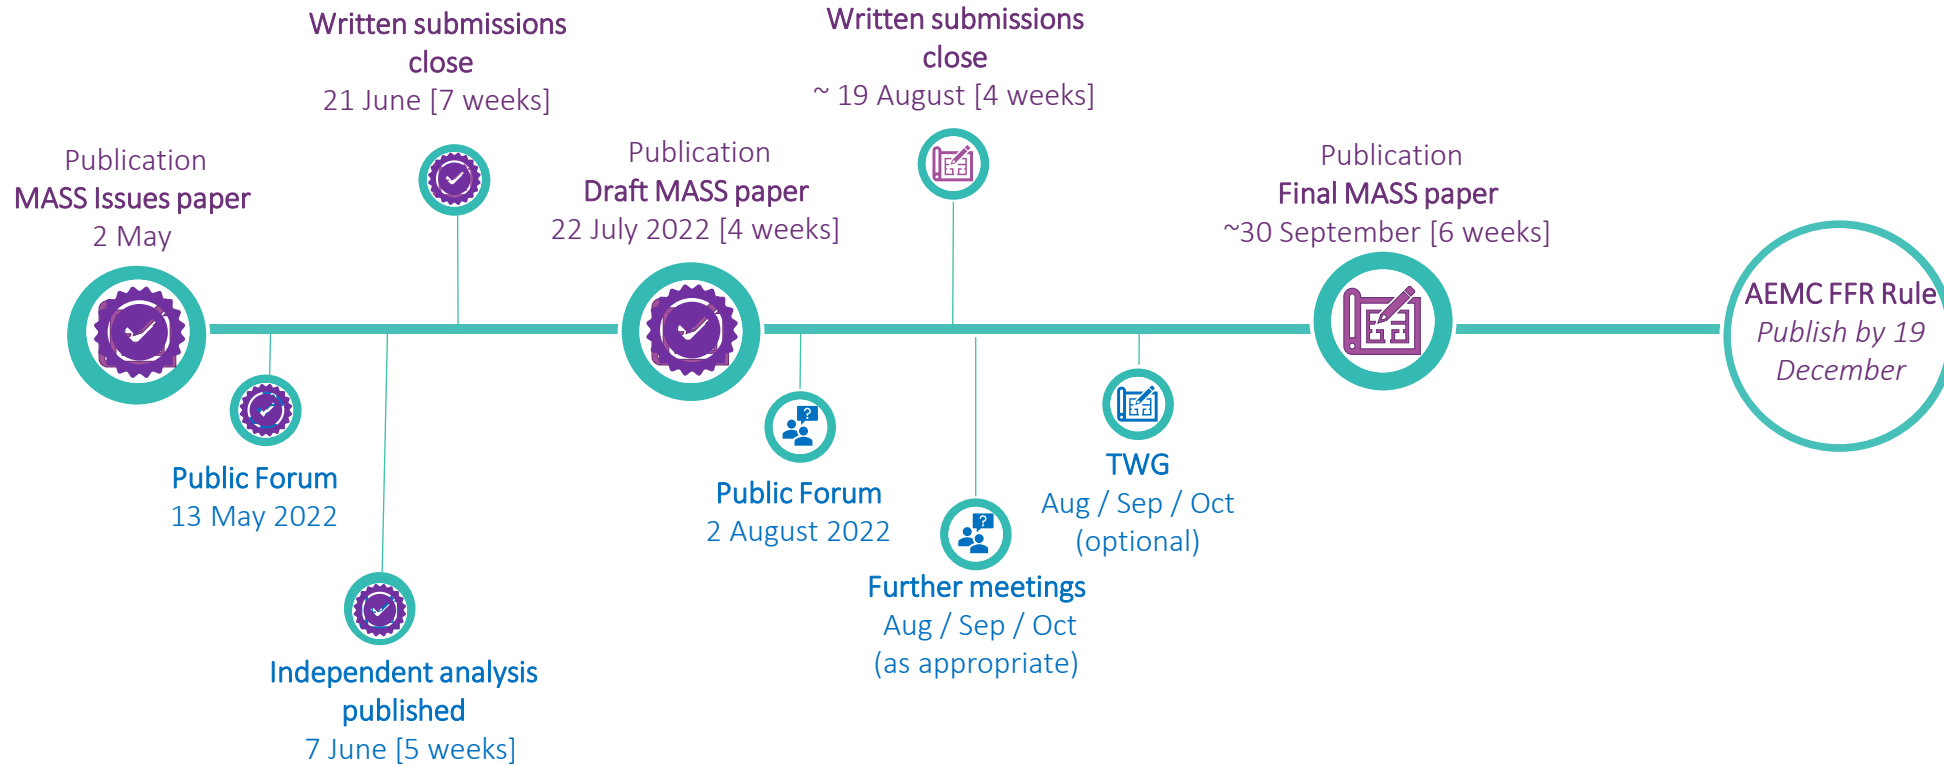 Publication
MASS Issues paper
2 May
Written submissions
close
21 June [7 weeks]
Publication
Draft MASS paper
22 July 2022 [4 weeks]
Written submissions
close
~ 19 August [4 weeks]
Publication
Final MASS paper
~30 September [6 weeks]
AEMC FFR Rule
Publish by 19
December
Public Forum
13 May 2022
Independent analysis
published
7 June [5 weeks]
?
Public Forum
2 August 2022
?
Further meetings
Aug / Sep / Oct
(as appropriate)
TWG
Aug / Sep / Oct
(optional)